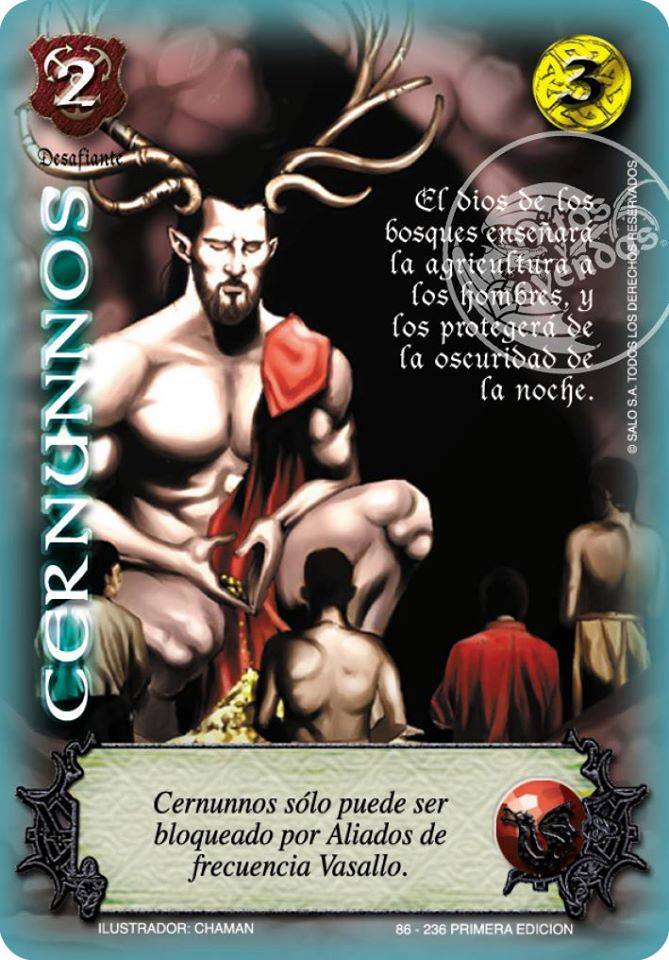 2
3
Desafiante
CERNUNNOS
El dios de los
bosques enseñará
la agricultura a
los hombres, y
los protegerá de
la oscuridad de
la noche.
© SALO S.A. TODOS LOS DERECHOS RESERVADOS
Cernunnos sólo puede ser
bloqueado por Aliados de
frecuencia Vasallo.
ILUSTRADOR: CHAMAN
86 - 236 PRIMERA EDICION